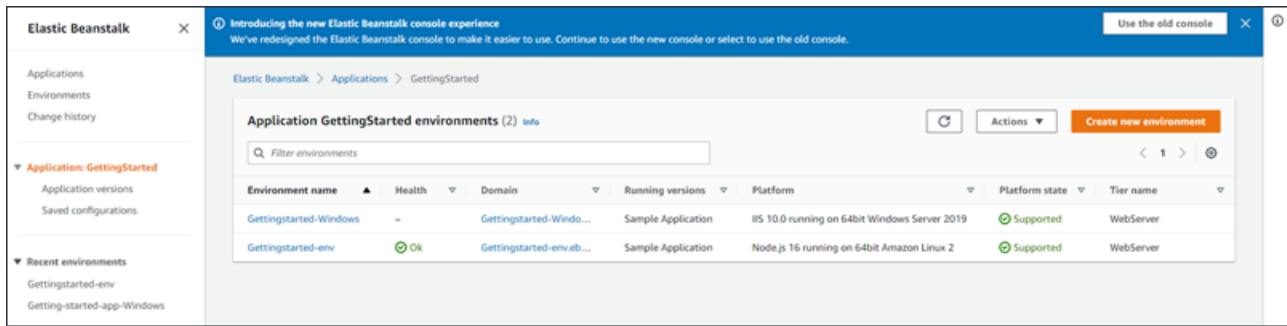 Elastic Beanstalk
Applications
Environments
Change history
Application: GettingStarted
Application versions
Saved configurations
Recent environments
Gettingstarted-env
Getting-started-app-Windows
Introducing the new Elastic Beanstalk console experience
We've redesigned the Elastic Beanstalk console to make it easier to use. Continue to use the new console or select to use the old console.
Use the old console
Elastic Beanstalk > Applications > GettingStarted
Application GettingStarted environments (2) Info
Actions
Create new environment
Filter environments
< 1 >
Environment name Health Domain Running versions Platform Platform state Tier name
Gettingstarted-Windows – Gettingstarted-Windo... Sample Application IIS 10.0 running on 64bit Windows Server 2019 Supported WebServer
Gettingstarted-env Ok Gettingstarted-env.eb... Sample Application Node.js 16 running on 64bit Amazon Linux 2 Supported WebServer